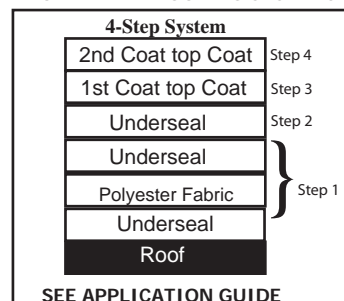 4-Step System
2nd Coat top Coat Step 4
1st Coat top Coat Step 3
Underseal Step 2
Underseal
Polyester Fabric Step 1
Underseal
Roof
SEE APPLICATION GUIDE